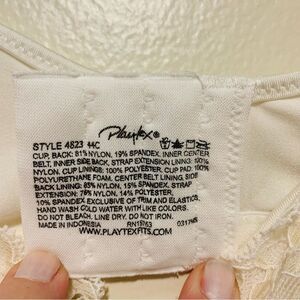 Playtex®
STYLE 4823 44C
CUP, BACK: 81% NYLON, 19% SPANDEX. INNER CENTER
BELT, INNER SIDE BACK, STRAP EXTENSION LINING: 100%
NYLON. CUP LINING: 100% POLYESTER. CUP PAD: 100%
POLYURETHANE FOAM. CENTER BELT LINING, SIDE
BACK LINING: 85% NYLON, 15% SPANDEX. STRAP
EXTENSION: 76% NYLON, 14% POLYESTER,
10% SPANDEX EXCLUSIVE OF TRIM AND ELASTICS.
HAND WASH COLD WATER WITH LIKE COLORS.
DO NOT BLEACH. LINE DRY. DO NOT IRON.
MADE IN INDONESIA RN15763
WWW.PLAYTEXFITS.COM